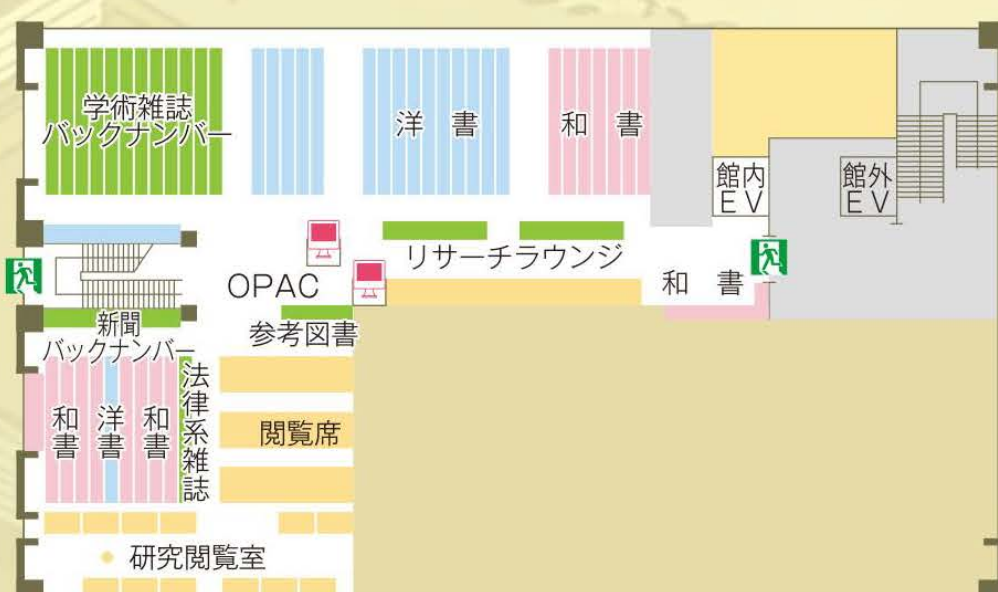 学術雑誌
バックナンバー
洋書
和書
館内
EV
館外
EV
リサーチラウンジ
OPAC
和書
参考図書
新聞
バックナンバー
法律系雑誌
和書
洋書
和書
閲覧席
研究閲覧室